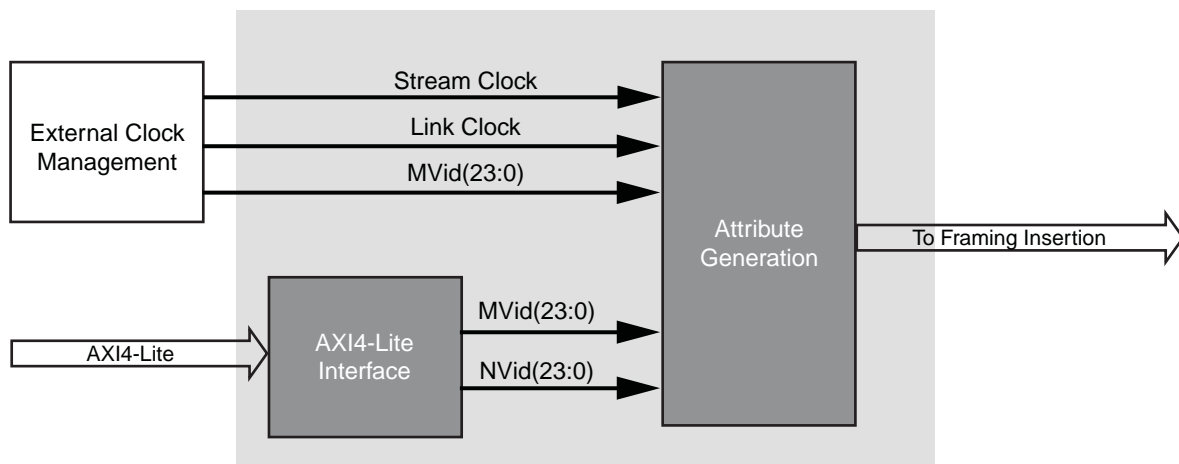 Stream Clock
External Clock
Management
Link Clock
MVid(23:0)
Attribute
Generation
To Framing Insertion
AXI4-Lite
AXI4-Lite
Interface
MVid(23:0)
NVid(23:0)